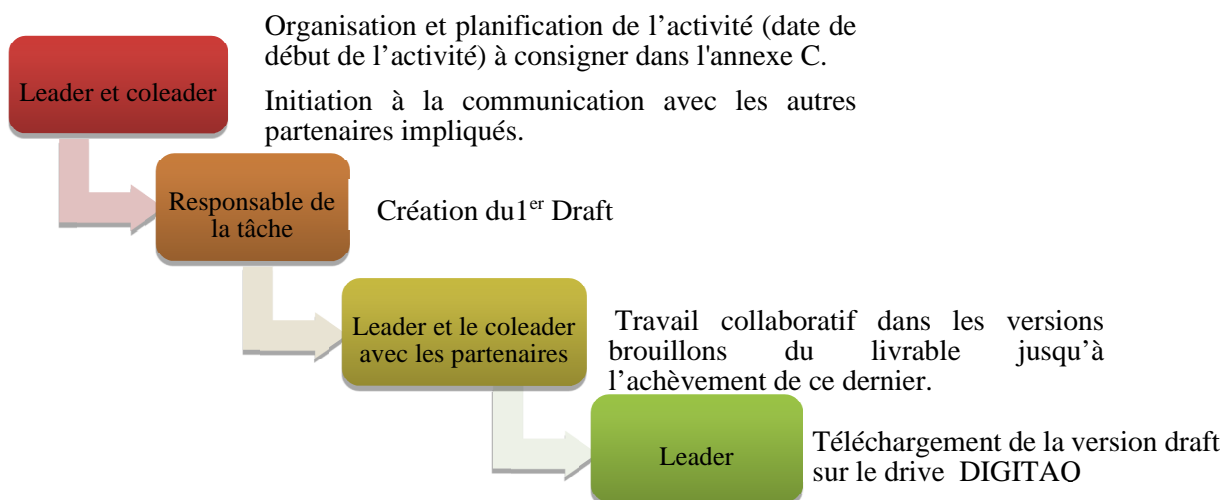 Organisation et planification de l’activité (date de
début de l’activité) à consigner dans l'annexe C.
Leader et coleader
Initiation à la communication avec les autres
partenaires impliqués.
Responsable de
la tâche
Création du1er Draft
Leader et le coleader
avec les partenaires
Travail collaboratif dans les versions
brouillons du livrable jusqu’à
l’achèvement de ce dernier.
Leader
Téléchargement de la version draft
sur le drive DIGITAQ